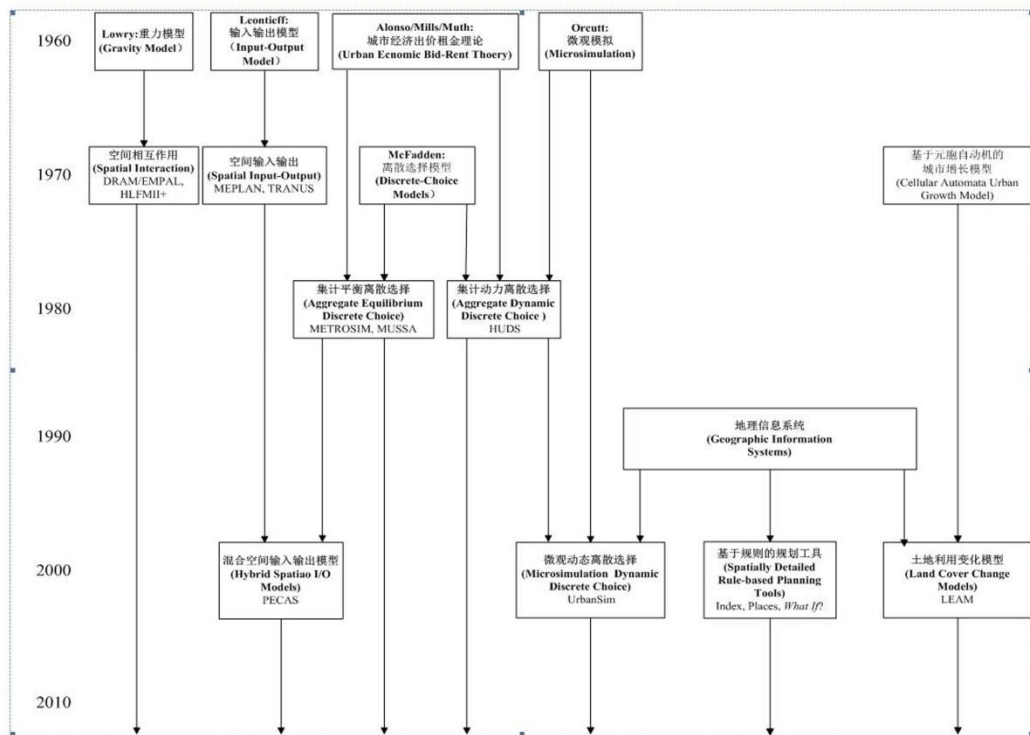 1960
Lowry:重力模型
(Gravity Model)
Leontieff:
输入输出模型
（Input-Output
Model）
Alonso/Mills/Muth:
城市经济出价租金理论
(Urban Ecnomic Bid-Rent Thoery)
Orcutt:
微观模拟
(Microsimulation)
1970
空间相互作用
(Spatial Interaction)
DRAM/EMPAL,
HLFMII+
空间输入输出
(Spatial Input-Output)
MEPLAN, TRANUS
McFadden:
离散选择模型
(Discrete-Choice
Models）
基于元胞自动机的
城市增长模型
(Cellular Automata Urban
Growth Model)
1980
集计平衡离散选择
(Aggregate Equilibrium
Discrete Choice)
METROSIM, MUSSA
集计动力离散选择
(Aggregate Dynamic
Discrete Choice )
HUDS
1990
地理信息系统
(Geographic Information
Systems)
2000
混合空间输入输出模型
(Hybrid Spatiao I/O
Models)
PECAS
微观动态离散选择
(Microsimulation Dynamic
Discrete Choice)
UrbanSim
基于规则的规划工具
(Spatially Detailed
Rule-based Planning
Tools)
Index, Places, What If?
土地利用变化模型
(Land Cover Change
Models)
LEAM
2010